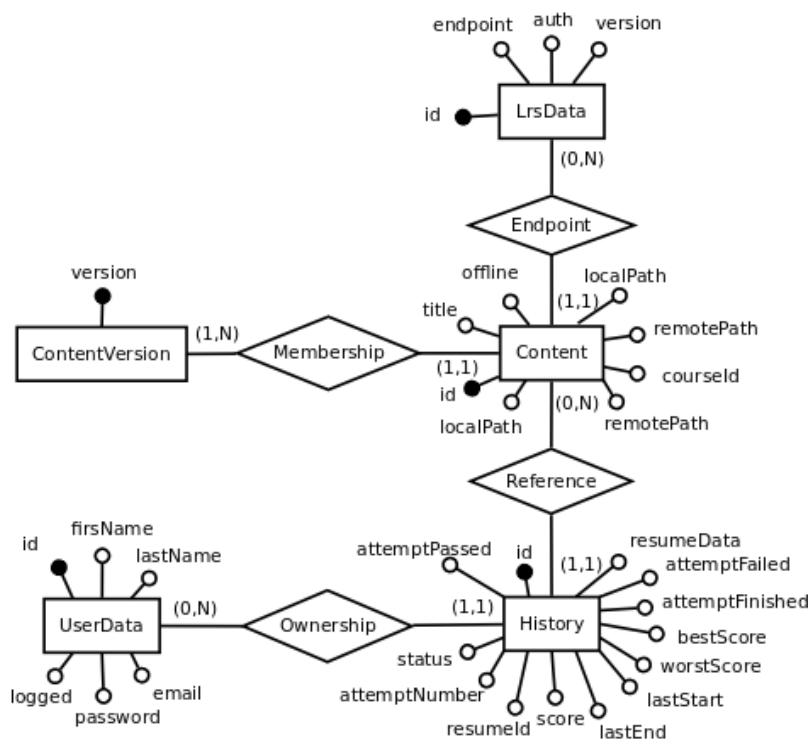 endpoint
auth
version
id
LrsData
(0,N)
Endpoint
version
offline
localPath
(1,1)
title
remotePath
ContentVersion
(1,N)
Membership
(1,1)
Content
courseId
id
(0,N)
localPath
remotePath
Reference
id
firsName
lastName
attemptPassed
id
(1,1)
resumeData
attemptFailed
attemptFinished
UserData
(0,N)
Ownership
(1,1)
History
bestScore
status
worstScore
logged
password
email
attemptNumber
lastStart
resumeId
score
lastEnd